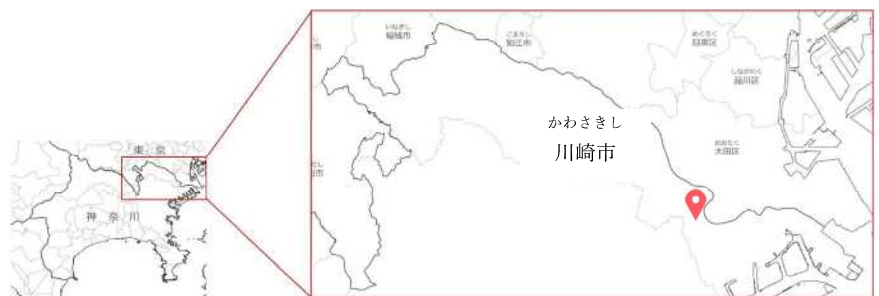 東京
神奈川
いなぎし
稲城市
こまえし
狛江市
めぐろく
目黒区
しながわく
品川区
かわさきし
川崎市
おおたく
大田区